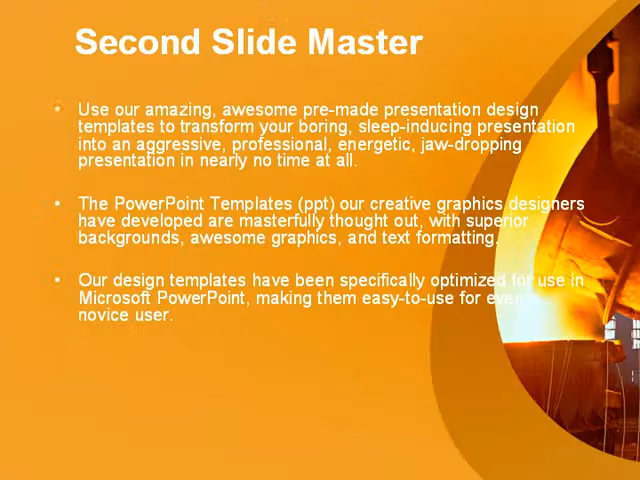 Second Slide Master
• Use our amazing, awesome pre-made presentation design
templates to transform your boring, sleep-inducing presentation
into an aggressive, professional, energetic, jaw-dropping
presentation in nearly no time at all.
• The PowerPoint Templates (ppt) our creative graphics designers
have developed are masterfully thought out, with superior
backgrounds, awesome graphics, and text formatting.
• Our design templates have been specifically optimized for use in
Microsoft PowerPoint, making them easy-to-use for even
novice user.